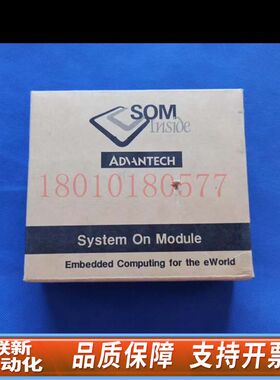 SOM
Inside
ADVANTECH
18010180577
System On Module
Embedded Computing for the eWorld
联新
自动化
品质保障 支持开票